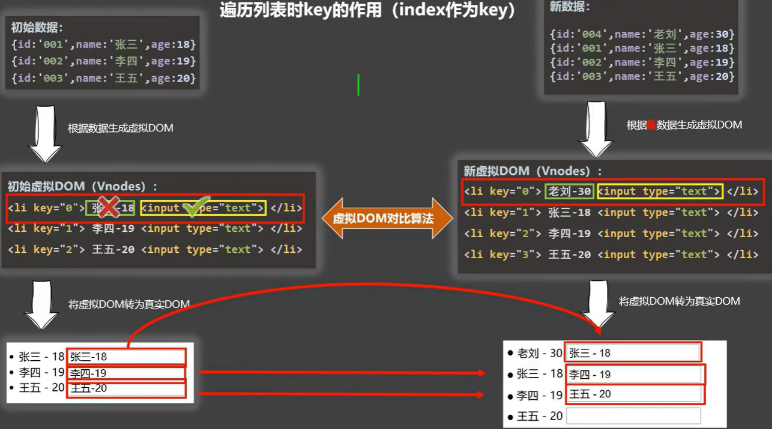 遍历列表时key的作用（index作为key）
初始数据：
{id:'001',name:'张三',age:18}
{id:'002',name:'李四',age:19}
{id:'003',name:'王五',age:20}
新数据：
{id:'004',name:'老刘',age:30}
{id:'001',name:'张三',age:18}
{id:'002',name:'李四',age:19}
{id:'003',name:'王五',age:20}
根据数据生成虚拟DOM
根据 数据生成虚拟DOM
初始虚拟DOM（Vnodes）：
<li key="0"> 张三-18 <input type="text"> </li>
<li key="1"> 李四-19 <input type="text"> </li>
<li key="2"> 王五-20 <input type="text"> </li>
虚拟DOM对比算法
新虚拟DOM（Vnodes）：
<li key="0"> 老刘-30 <input type="text"> </li>
<li key="1"> 张三-18 <input type="text"> </li>
<li key="2"> 李四-19 <input type="text"> </li>
<li key="3"> 王五-20 <input type="text"> </li>
将虚拟DOM转为真实DOM
将虚拟DOM转为真实DOM
• 张三 - 18 张三-18
• 李四 - 19 李四-19
• 王五 - 20 王五-20
• 老刘 - 30 张三 - 18
• 张三 - 18 李四 - 19
• 李四 - 19 王五 - 20
• 王五 - 20